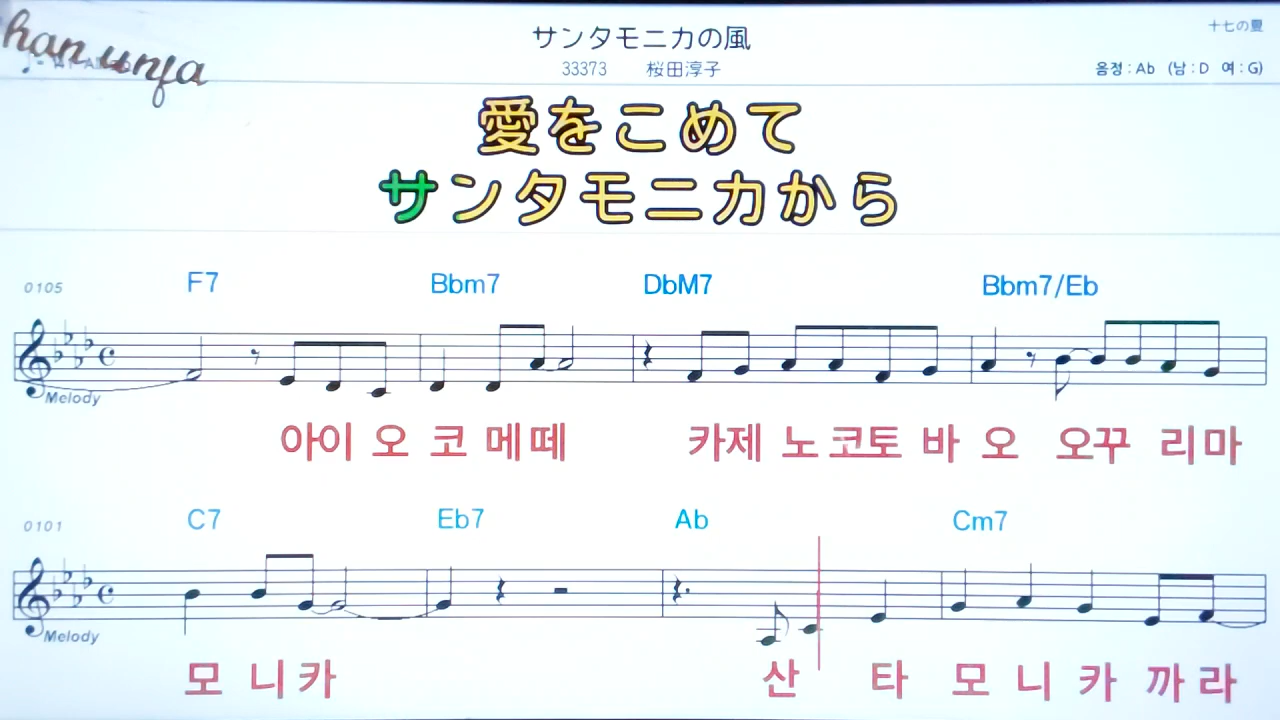 han unja
サンタモニカの風
十七の夏
33373 桜田淳子
음정 : Ab (남 : D 여 : G)
愛をこめて
サンタモニカから
0105 F7 Bbm7 DbM7 Bbm7/Eb
Melody
아이 오 코 메떼 카제 노 코토 바 오 오꾸 리마
0101 C7 Eb7 Ab Cm7
Melody
모 니카 산 타 모 니 카 까라